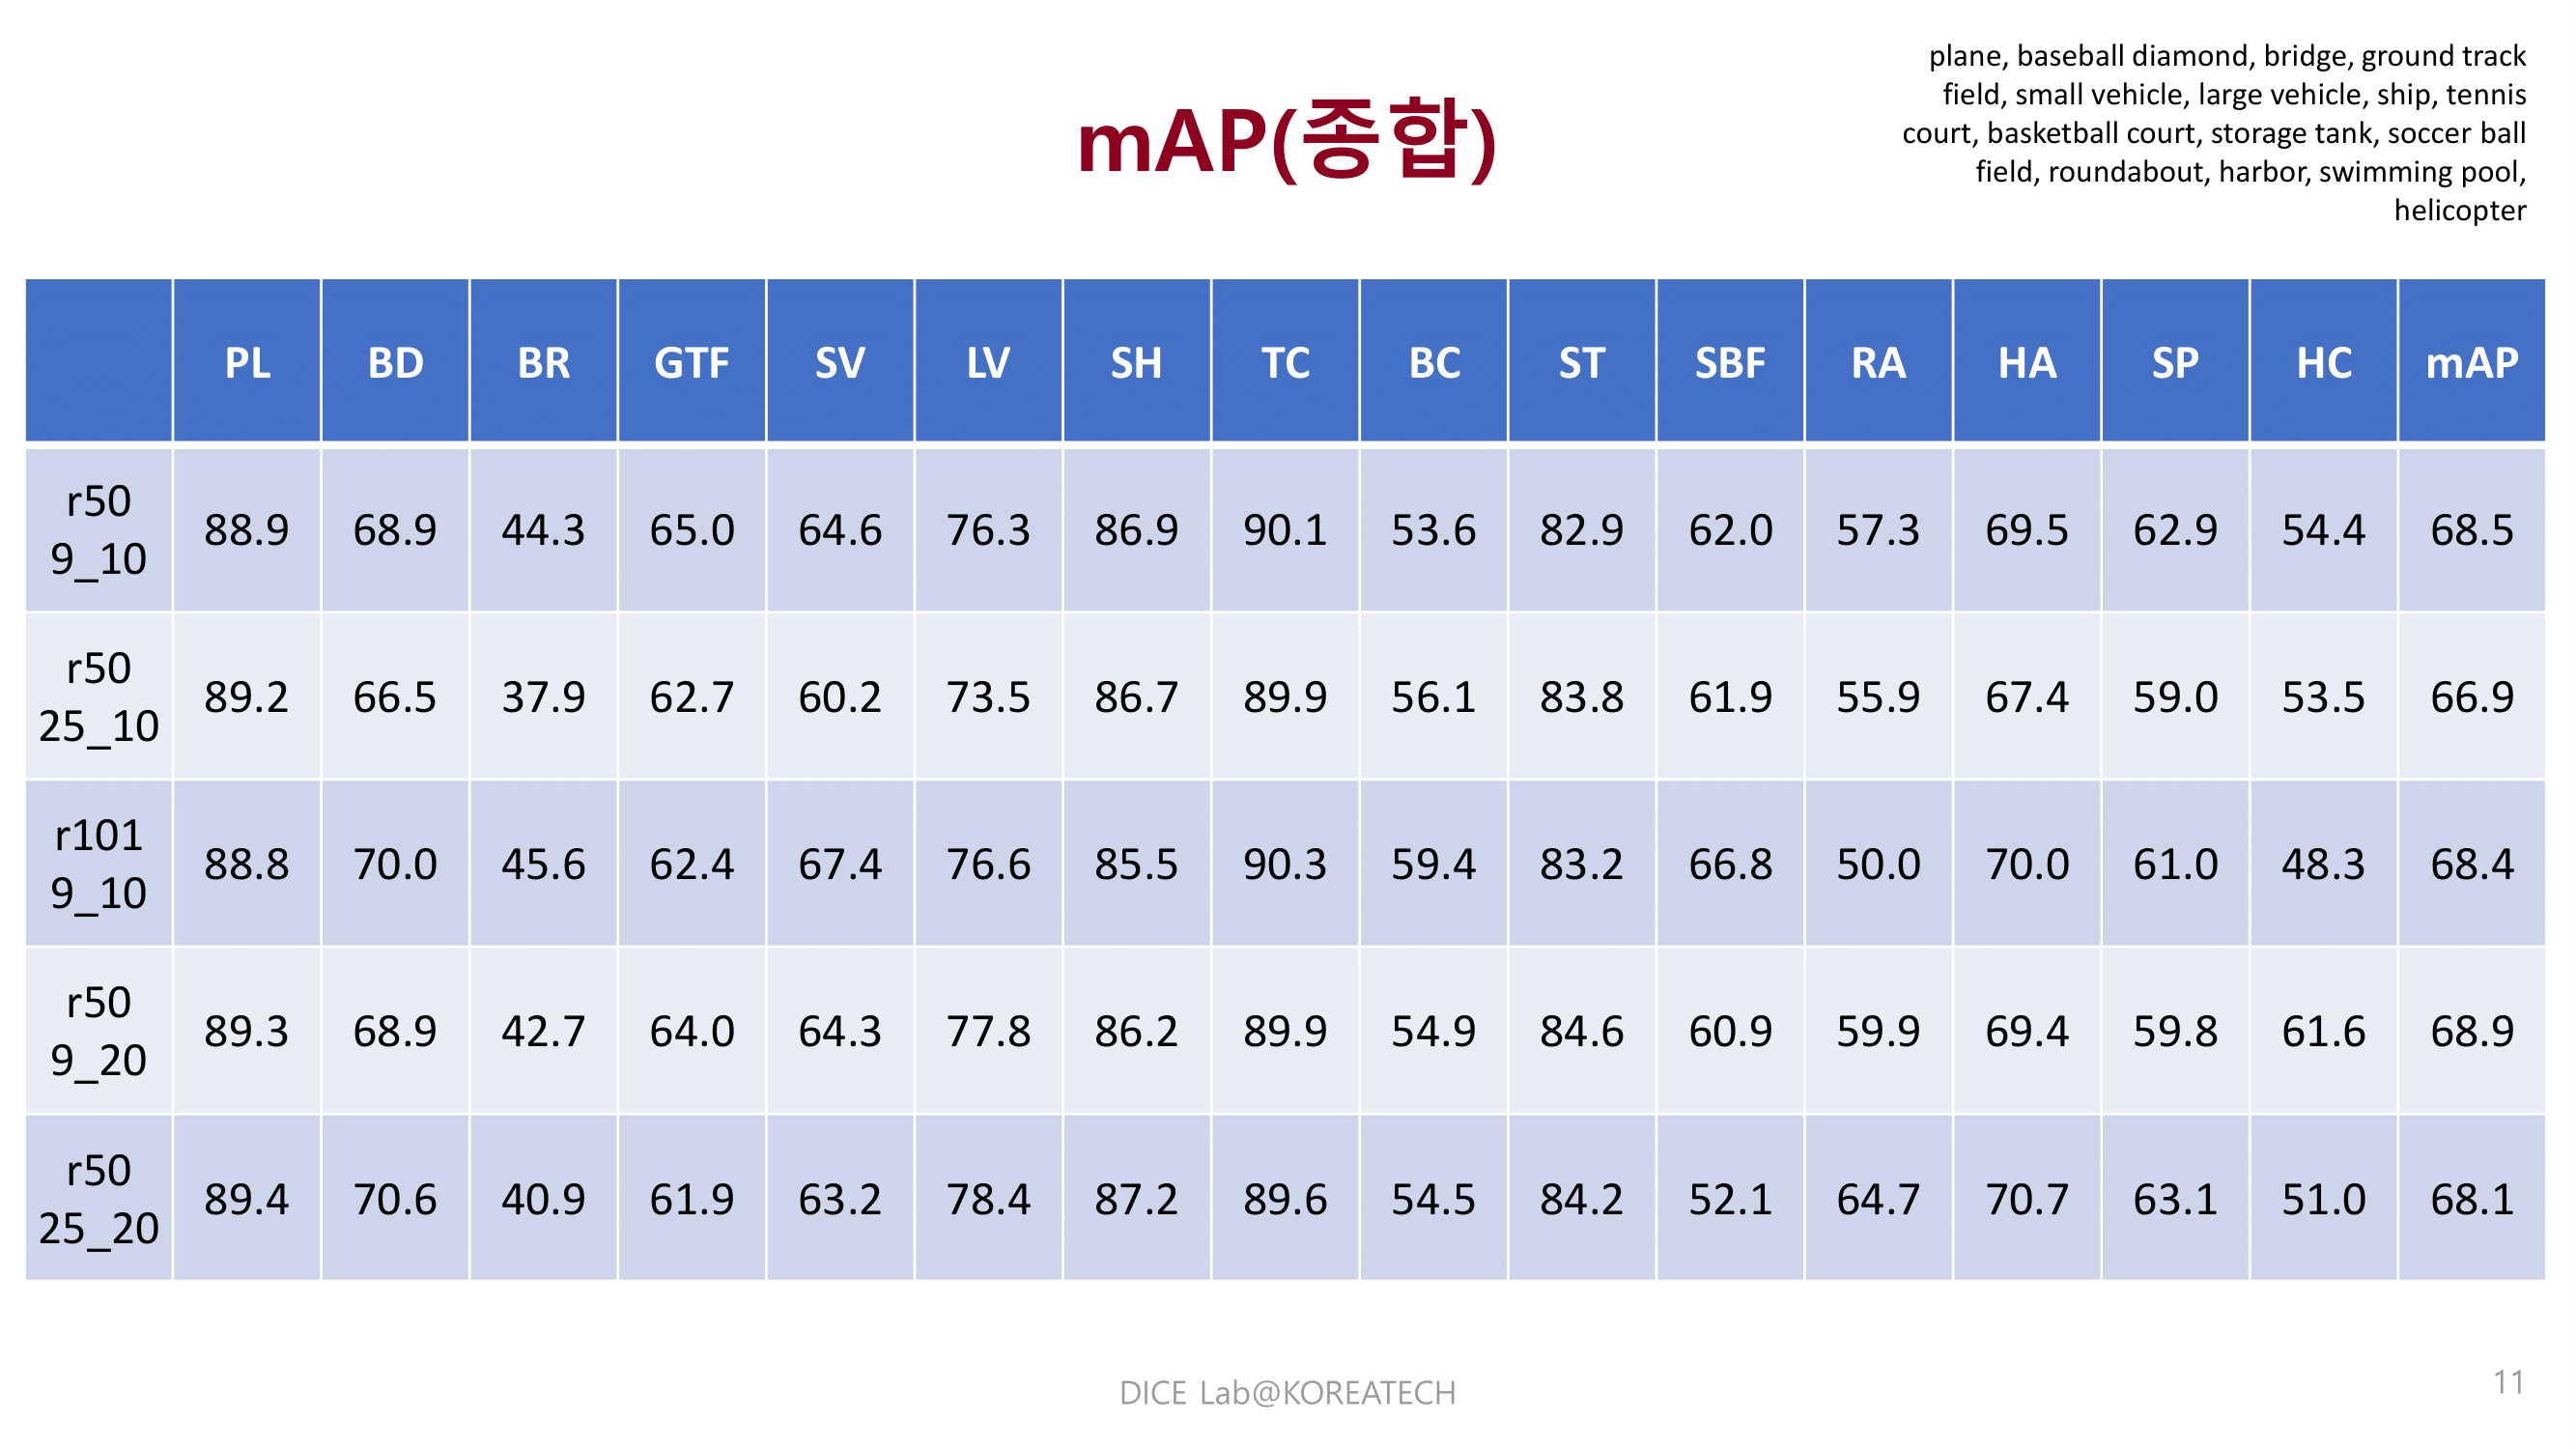 plane, baseball diamond, bridge, ground track
field, small vehicle, large vehicle, ship, tennis
court, basketball court, storage tank, soccer ball
field, roundabout, harbor, swimming pool,
helicopter
mAP(종합)
PL BD BR GTF SV LV SH TC BC ST SBF RA HA SP HC mAP
r50
9_10 88.9 68.9 44.3 65.0 64.6 76.3 86.9 90.1 53.6 82.9 62.0 57.3 69.5 62.9 54.4 68.5
r50
25_10 89.2 66.5 37.9 62.7 60.2 73.5 86.7 89.9 56.1 83.8 61.9 55.9 67.4 59.0 53.5 66.9
r101
9_10 88.8 70.0 45.6 62.4 67.4 76.6 85.5 90.3 59.4 83.2 66.8 50.0 70.0 61.0 48.3 68.4
r50
9_20 89.3 68.9 42.7 64.0 64.3 77.8 86.2 89.9 54.9 84.6 60.9 59.9 69.4 59.8 61.6 68.9
r50
25_20 89.4 70.6 40.9 61.9 63.2 78.4 87.2 89.6 54.5 84.2 52.1 64.7 70.7 63.1 51.0 68.1
DICE Lab@KOREATECH
11